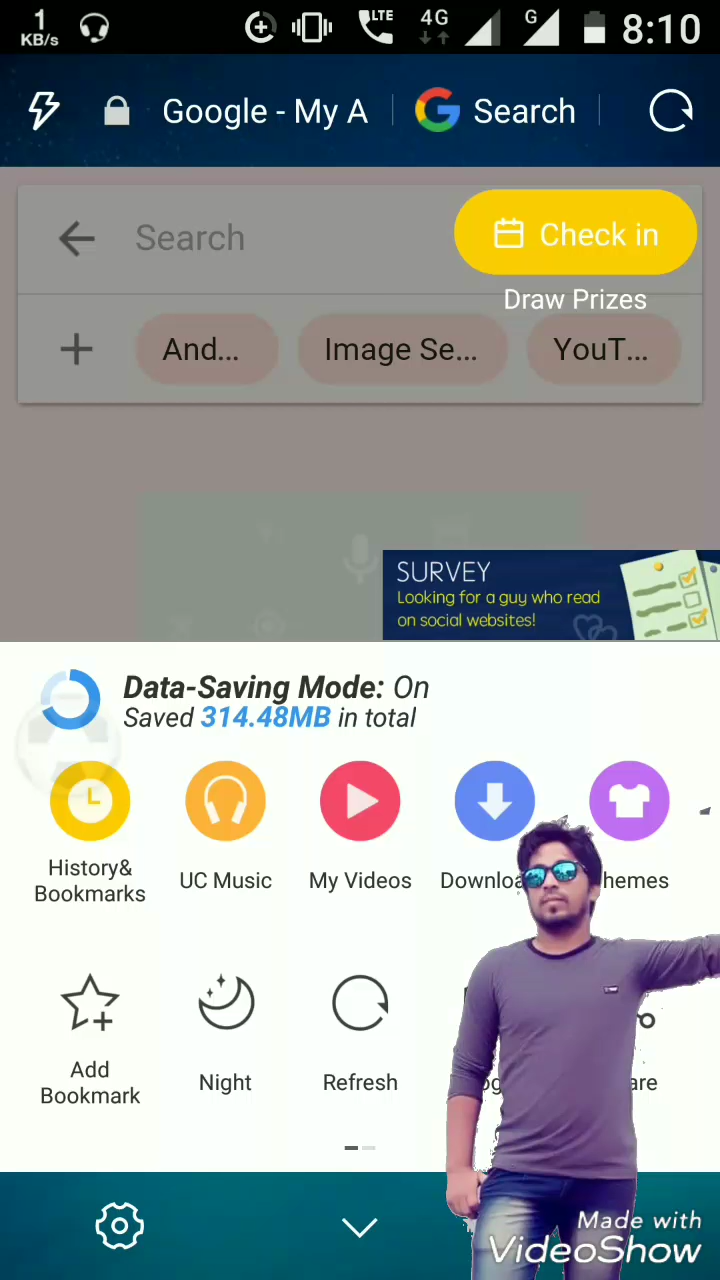 1
KB/s
LTE
4G
G
8:10
Google - My A
Search
Search
Check in
Draw Prizes
And...
Image Se...
YouT...
SURVEY
Looking for a guy who read
on social websites!
Data-Saving Mode: On
Saved 314.48MB in total
History&
Bookmarks
UC Music
My Videos
Downloa
hemes
Add
Bookmark
Night
Refresh
og
are
Made with
VideoShow